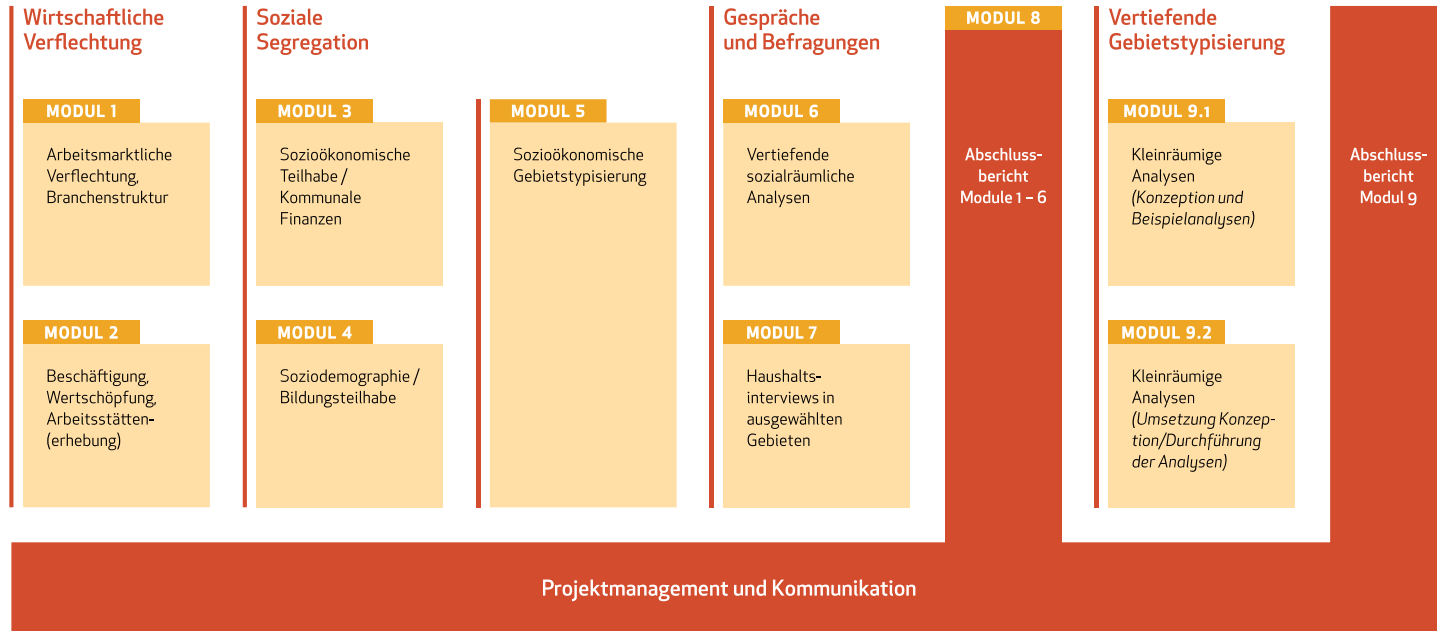 Wirtschaftliche
Verflechtung
MODUL 1
Arbeitsmarktliche
Verflechtung,
Branchenstruktur
MODUL 2
Beschäftigung,
Wertschöpfung,
Arbeitsstätten-
(erhebung)
Soziale
Segregation
MODUL 3
Sozioökonomische
Teilhabe /
Kommunale
Finanzen
MODUL 4
Soziodemographie /
Bildungsteilhabe
MODUL 5
Sozioökonomische
Gebietstypisierung
Gespräche
und Befragungen
MODUL 6
Vertiefende
sozialräumliche
Analysen
MODUL 7
Haushalts-
interviews in
ausgewählten
Gebieten
MODUL 8
Abschluss-
bericht
Module 1 – 6
Vertiefende
Gebietstypisierung
MODUL 9.1
Kleinräumige
Analysen
(Konzeption und
Beispielanalysen)
MODUL 9.2
Kleinräumige
Analysen
(Umsetzung Konzep-
tion/Durchführung
der Analysen)
Abschluss-
bericht
Modul 9
Projektmanagement und Kommunikation